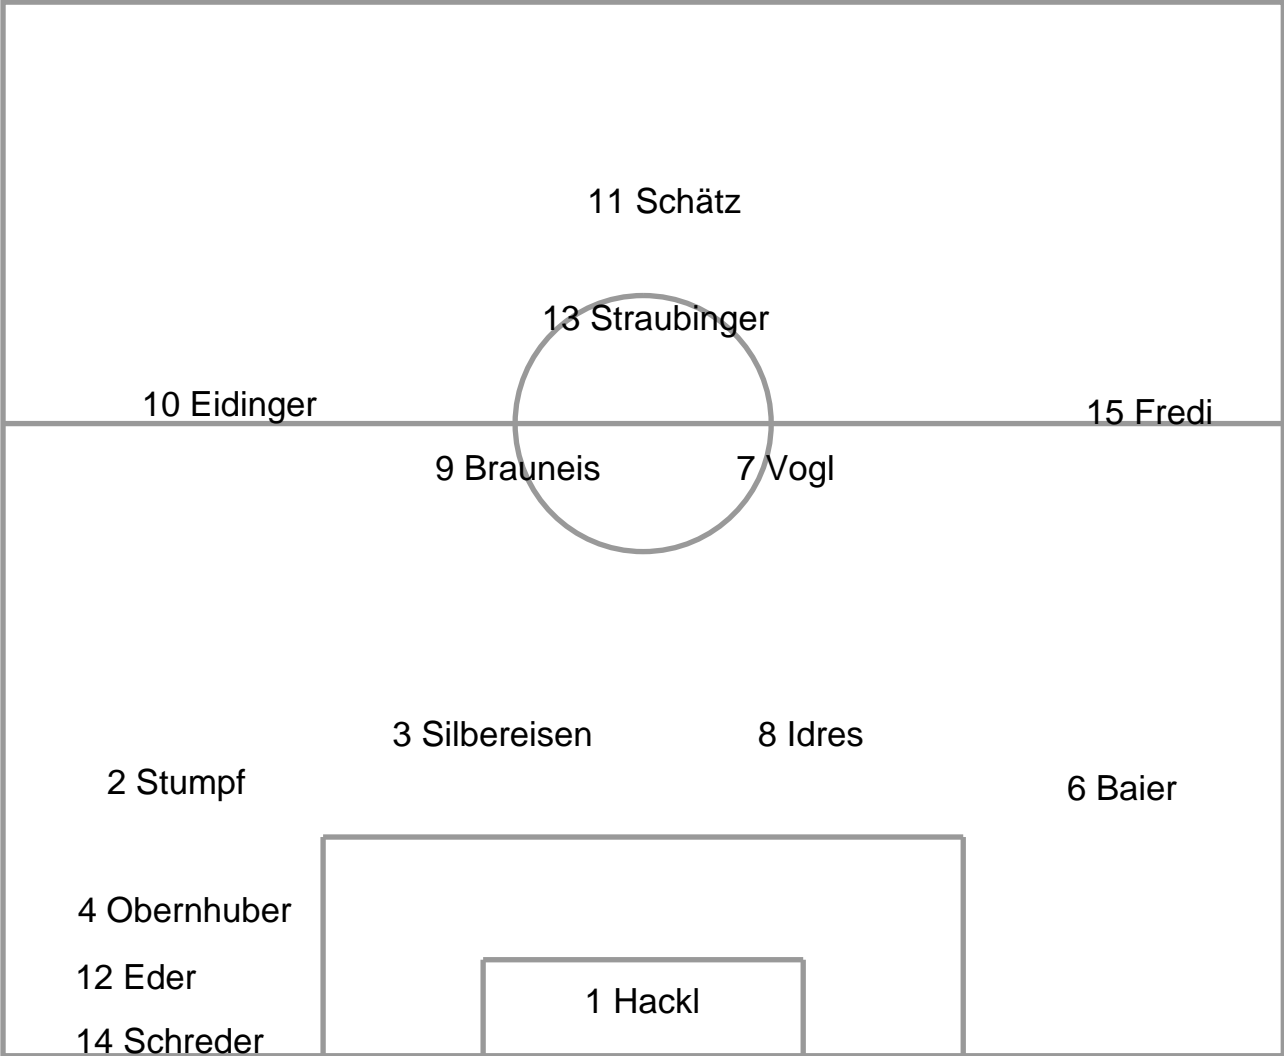 11 Schätz
13 Straubinger
10 Eidinger
15 Fredi
9 Brauneis
7 Vogl
3 Silbereisen
8 Idres
2 Stumpf
6 Baier
4 Obernhuber
12 Eder
1 Hackl
14 Schreder